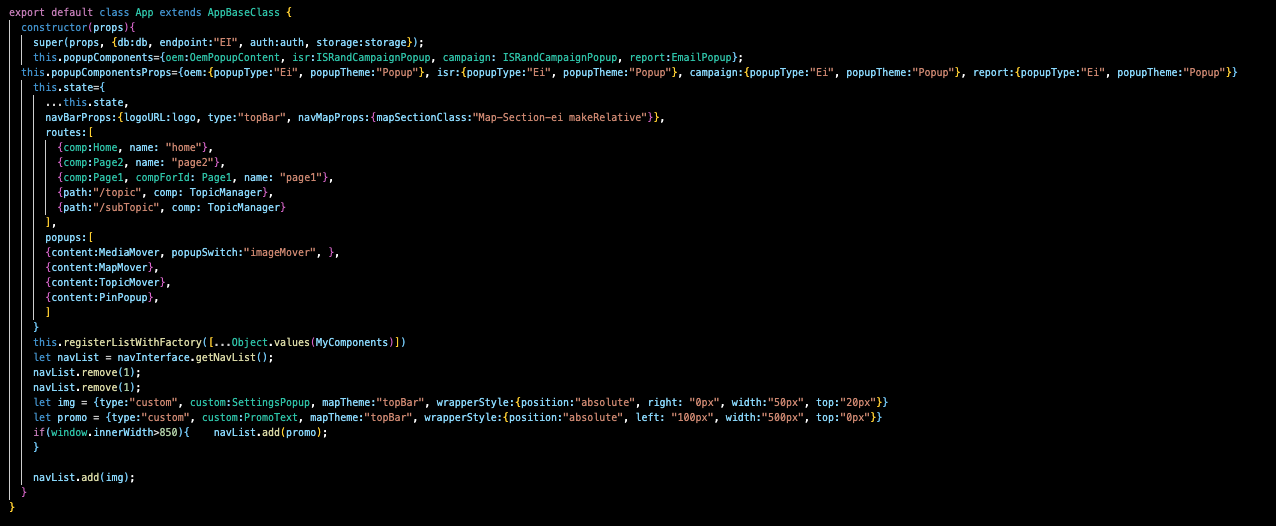 export default class App extends AppBaseClass {
constructor(props){
super(props, {db:db, endpoint:"EI", auth:auth, storage:storage});
this.popupComponents={oem:OemPopupContent, isr:ISRandCampaignPopup, campaign: ISRandCampaignPopup, report:EmailPopup};
this.popupComponentsProps={oem:{popupType:"Ei", popupTheme:"Popup"}, isr:{popupType:"Ei", popupTheme:"Popup"}, campaign:{popupType:"Ei", popupTheme:"Popup"}, report:{popupType:"Ei", popupTheme:"Popup"}}
this.state={
...this.state,
navBarProps:{logoURL:logo, type:"topBar", navMapProps:{mapSectionClass:"Map-Section-ei makeRelative"}},
routes:[
{comp:Home, name: "home"},
{comp:Page2, name: "page2"},
{comp:Page1, compForId: Page1, name: "page1"},
{path:"/topic", comp: TopicManager},
{path:"/subTopic", comp: TopicManager}
],
popups:[
{content:MediaMover, popupSwitch:"imageMover", },
{content:MapMover},
{content:TopicMover},
{content:PinPopup},
]
}
this.registerListWithFactory([...Object.values(MyComponents)])
let navList = navInterface.getNavList();
navList.remove(1);
navList.remove(1);
let img = {type:"custom", custom:SettingsPopup, mapTheme:"topBar", wrapperStyle:{position:"absolute", right: "0px", width:"50px", top:"20px"}}
let promo = {type:"custom", custom:PromoText, mapTheme:"topBar", wrapperStyle:{position:"absolute", left: "100px", width:"500px", top:"0px"}}
if(window.innerWidth>850){    navList.add(promo);
}
navList.add(img);
}
}